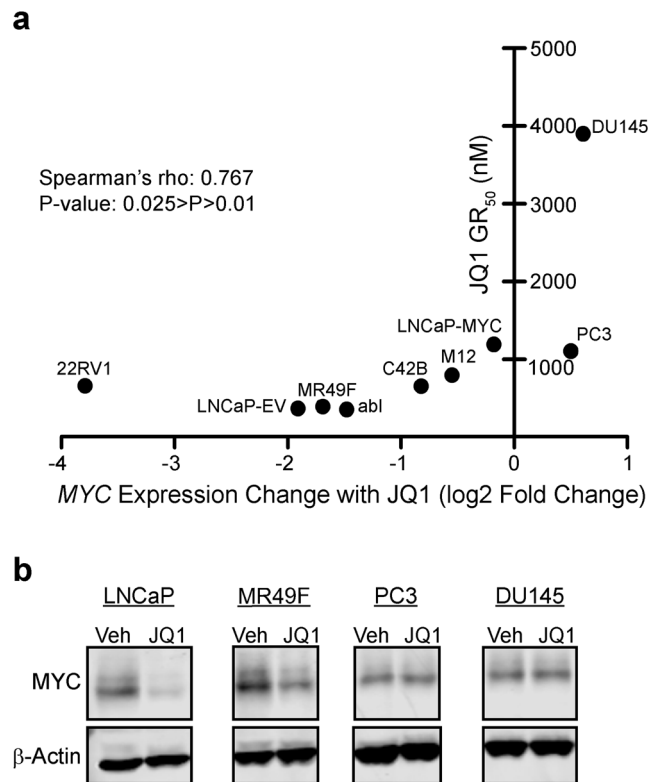 a
5000
4000
3000
2000
1000
JQ1 GR50 (nM)
DU145
Spearman's rho: 0.767
P-value: 0.025>P>0.01
LNCaP-MYC
PC3
M12
C42B
22RV1
MR49F
LNCaP-EV
abl
-4 -3 -2 -1 0 1
MYC Expression Change with JQ1 (log2 Fold Change)
b
LNCaP MR49F PC3 DU145
Veh JQ1 Veh JQ1 Veh JQ1 Veh JQ1
MYC
β-Actin